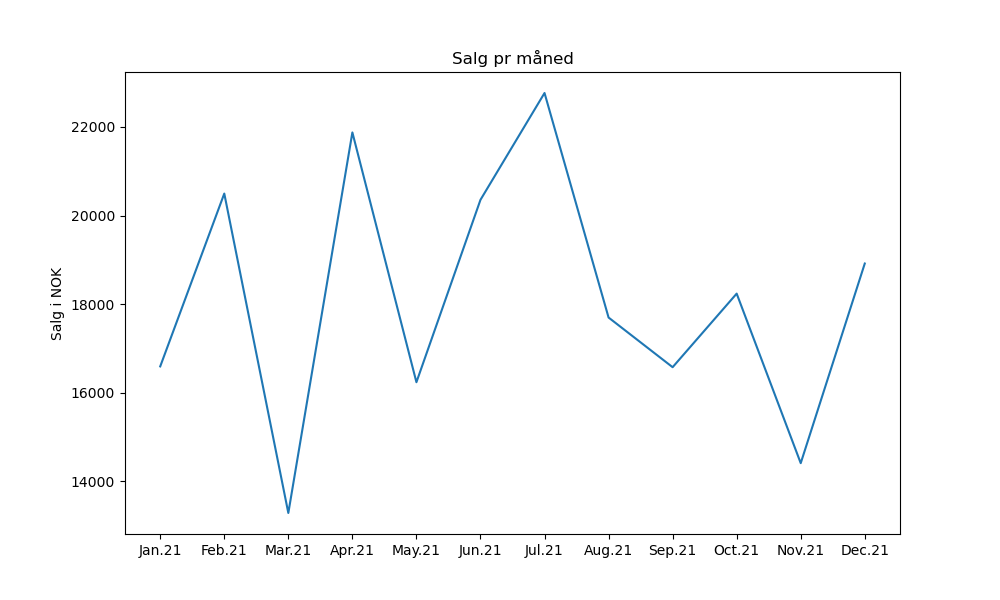 Salg pr måned
Salg i NOK
22000
20000
18000
16000
14000
Jan.21 Feb.21 Mar.21 Apr.21 May.21 Jun.21 Jul.21 Aug.21 Sep.21 Oct.21 Nov.21 Dec.21